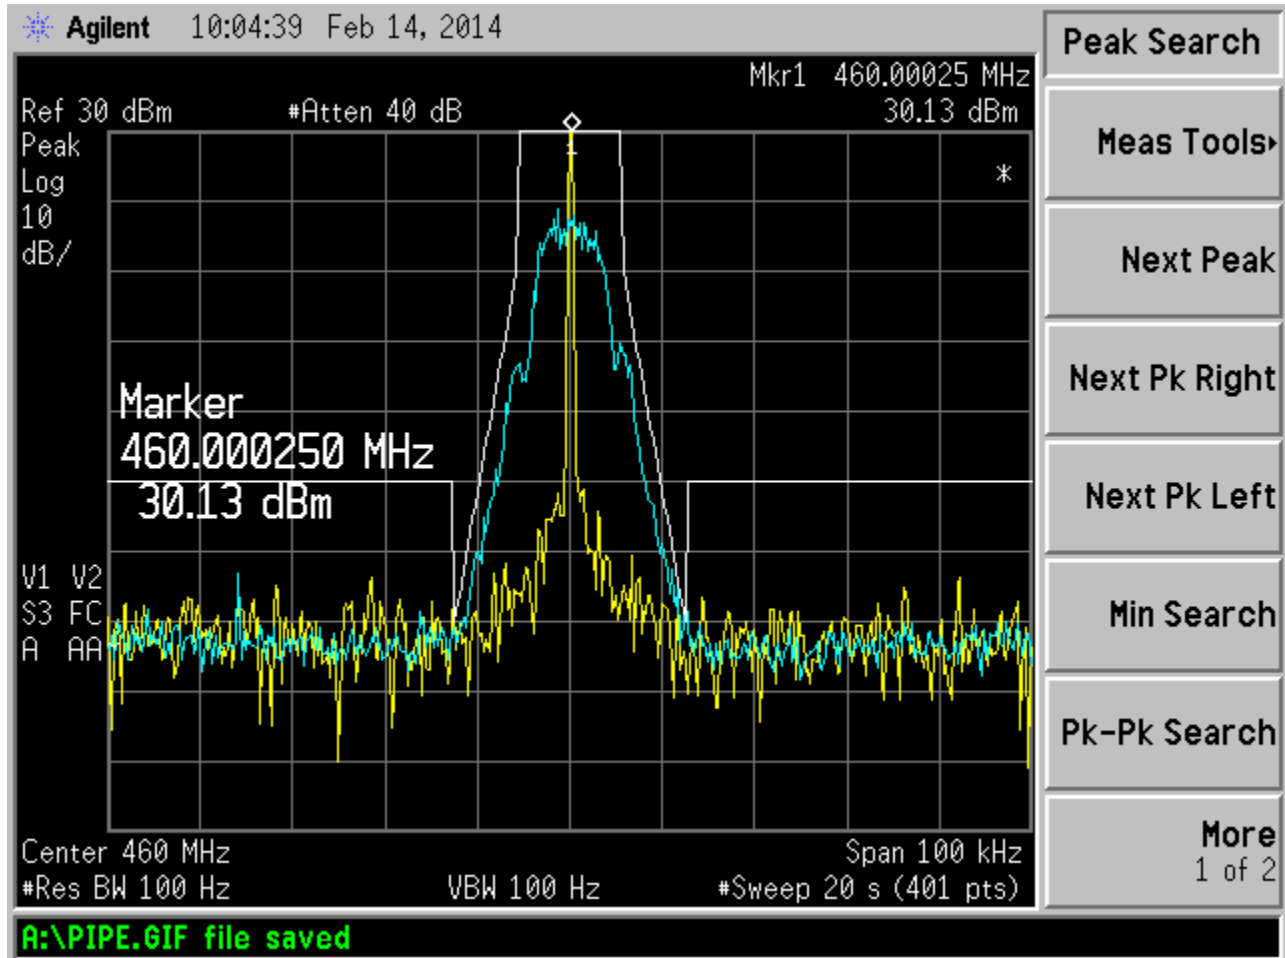 Agilent 10:04:39 Feb 14, 2014
Peak Search
Mkr1 460.00025 MHz
Ref 30 dBm #Atten 40 dB 30.13 dBm
Peak
Log
10
dB/
1
*
Marker
460.000250 MHz
30.13 dBm
V1 V2
S3 FC
A AA
Center 460 MHz Span 100 kHz
#Res BW 100 Hz VBW 100 Hz #Sweep 20 s (401 pts)
Meas Tools
Next Peak
Next Pk Right
Next Pk Left
Min Search
Pk-Pk Search
More
1 of 2
A:\PIPE.GIF file saved